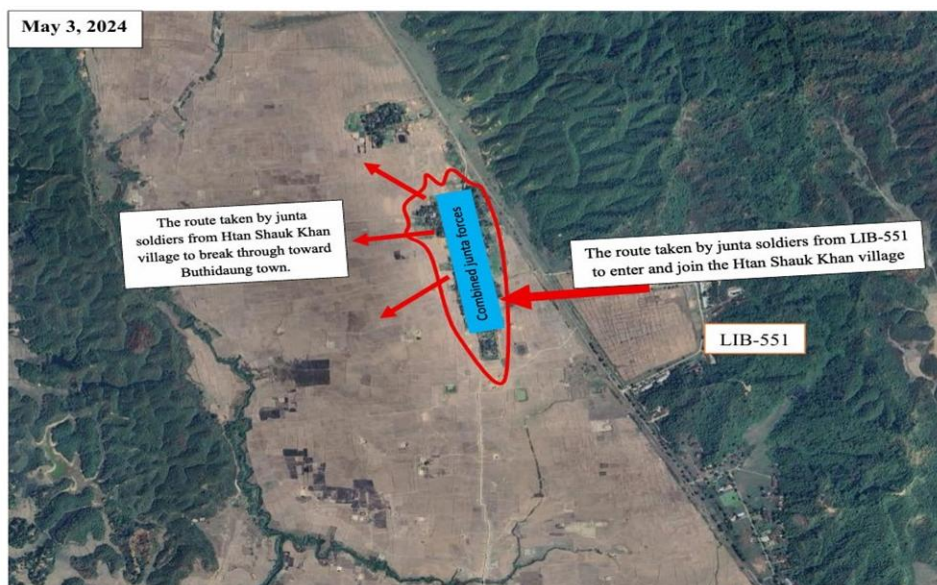 May 3, 2024
The route taken by junta
soldiers from Htan Shauk Khan
village to break through toward
Buthidaung town.
Combined junta forces
The route taken by junta soldiers from LIB-551
to enter and join the Htan Shauk Khan village
LIB-551